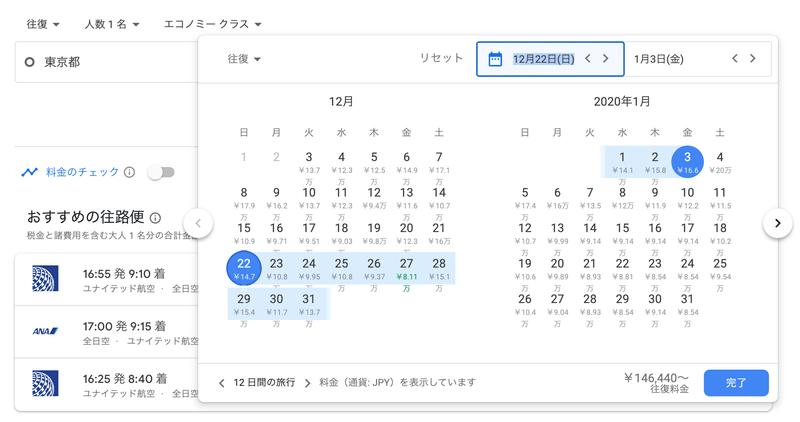 往復 人数 1 名 エコノミー クラス
東京都
往復 リセット 12月22日(日) 1月3日(金)
12月 2020年1月
日 月 火 水 木 金 土 日 月 火 水 木 金 土
1 2 3 4 5 6 7 1 2 3 4
¥13.7万 ¥12.3万 ¥12.5万 ¥14.9万 ¥17.1万 ¥14.1万 ¥15.8万 ¥16.6 ¥20万
8 9 10 11 12 13 14 5 6 7 8 9 10 11
¥17.9万 ¥16.2万 ¥13.7万 ¥12.3万 ¥9.4万 ¥11.6万 ¥10.7万 ¥17.4万 ¥16万 ¥13.5万 ¥12万 ¥11.9万 ¥12.2万 ¥11.5万
15 16 17 18 19 20 21 12 13 14 15 16 17 18
¥10.9万 ¥9.71万 ¥9.51万 ¥9.03万 ¥9.8万 ¥12.3万 ¥16万 ¥10.7万 ¥9.99万 ¥9.14万 ¥9.14万 ¥9.14万 ¥9.14万 ¥10.2万
22 23 24 25 26 27 28 19 20 21 22 23 24 25
¥14.7 ¥10.8万 ¥9.95万 ¥10.8万 ¥9.37万 ¥8.11万 ¥15.1万 ¥10.6万 ¥9.89万 ¥8.93万 ¥8.81万 ¥8.54万 ¥8.54万 ¥9.54万
29 30 31 26 27 28 29 30 31
¥15.4万 ¥11.7万 ¥13.7万 ¥10.4万 ¥9.04万 ¥8.93万 ¥8.54万 ¥8.54万 ¥9.14万
12 日間の旅行 料金（通貨: JPY）を表示しています ¥146,440〜 往復料金 完了
料金のチェック
おすすめの往路便
税金と諸費用を含む大人 1 名分の合計金
16:55 発 9:10 着
ユナイテッド航空 · 全日空
ANA 17:00 発 9:15 着
全日空 · ユナイテッド航空
16:25 発 8:40 着
ユナイテッド航空 · 全日空